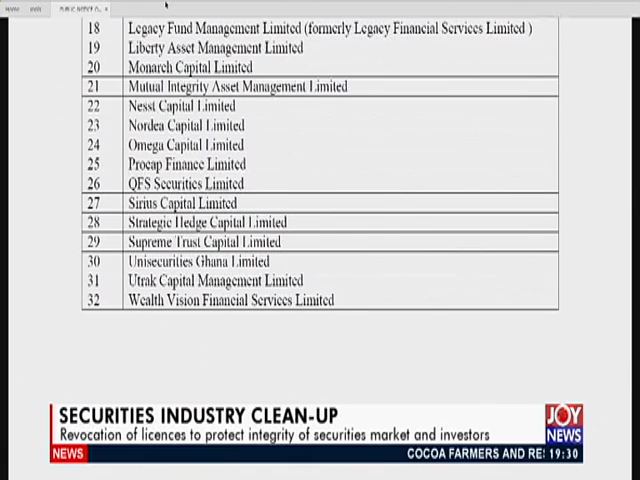 Home Tools PUBLIC NOTICE O... ×
18 Legacy Fund Management Limited (formerly Legacy Financial Services Limited )
19 Liberty Asset Management Limited
20 Monarch Capital Limited
21 Mutual Integrity Asset Management Limited
22 Nesst Capital Limited
23 Nordea Capital Limited
24 Omega Capital Limited
25 Procap Finance Limited
26 QFS Securities Limited
27 Sirius Capital Limited
28 Strategic Hedge Capital Limited
29 Supreme Trust Capital Limited
30 Unisecurities Ghana Limited
31 Utrak Capital Management Limited
32 Wealth Vision Financial Services Limited
SECURITIES INDUSTRY CLEAN-UP
Revocation of licences to protect integrity of securities market and investors
JOY
NEWS
NEWS COCOA FARMERS AND RE 19:30